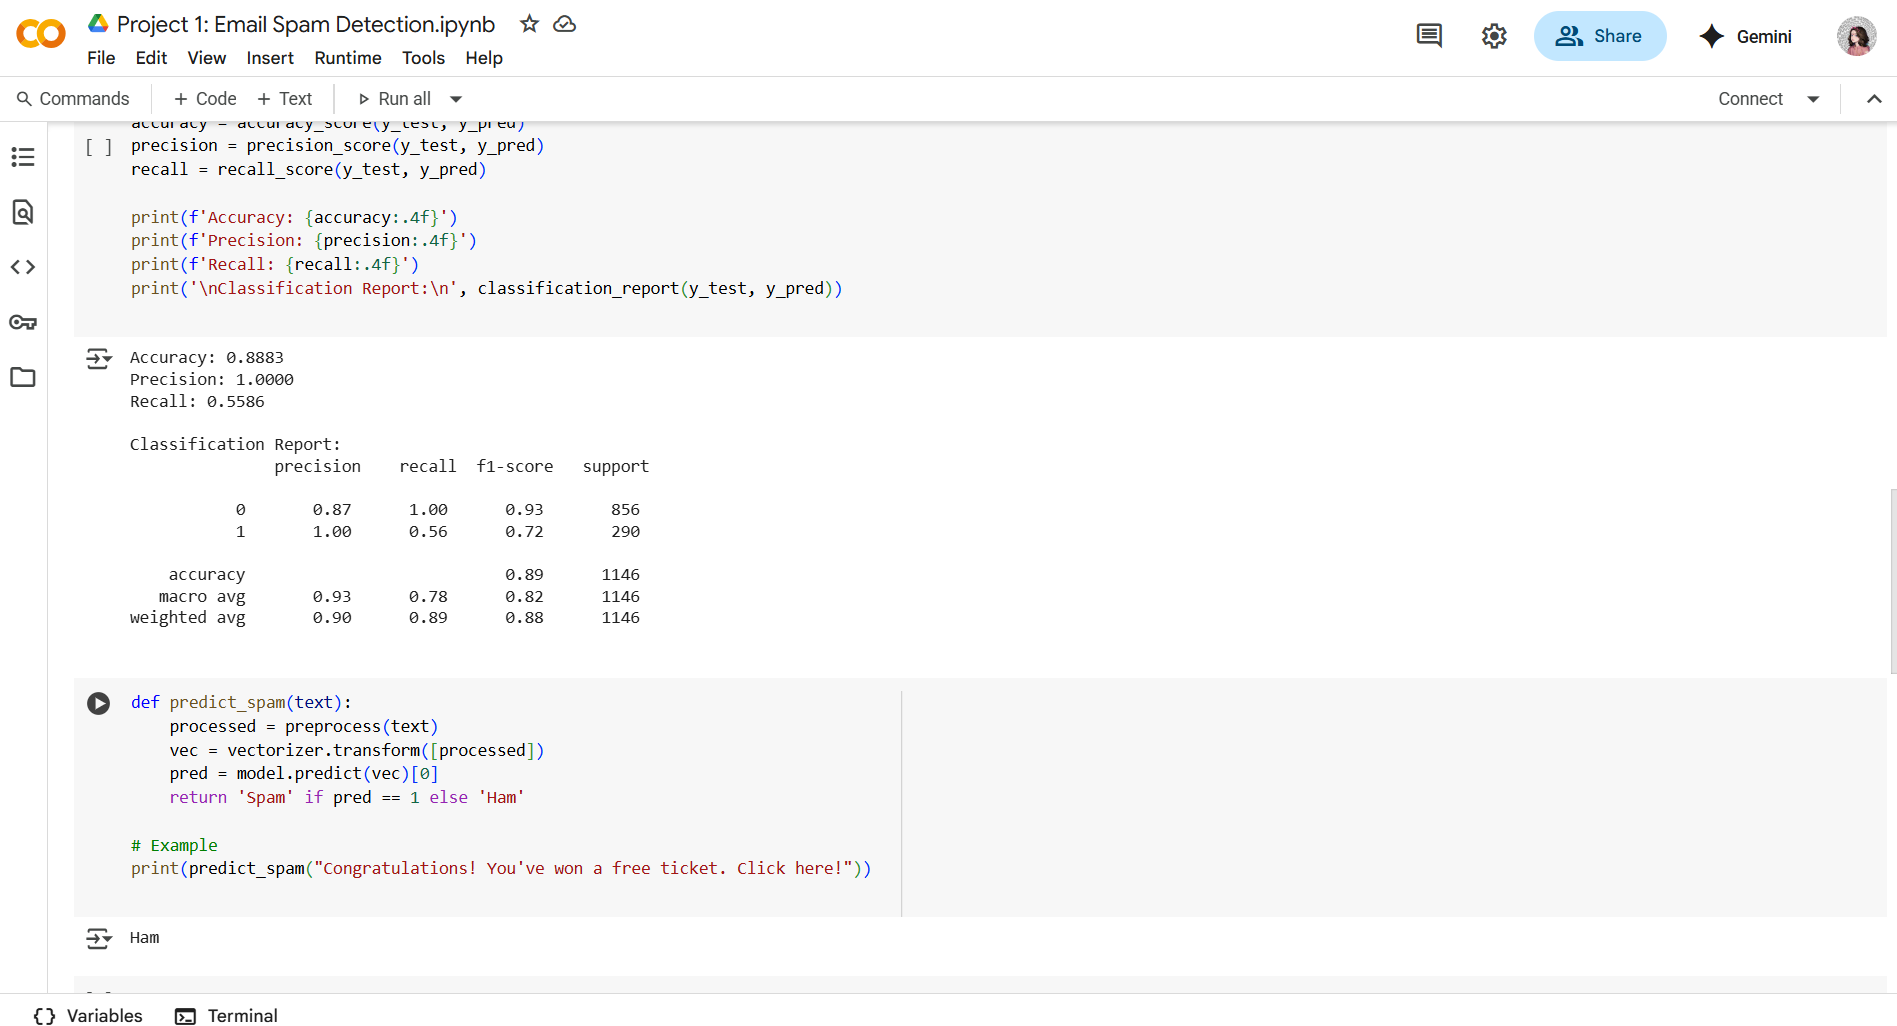 Project 1: Email Spam Detection.ipynb
File Edit View Insert Runtime Tools Help
Share
Gemini
Commands + Code + Text Run all
Connect
accuracy = accuracy_score(y_test, y_pred)
[ ] precision = precision_score(y_test, y_pred)
recall = recall_score(y_test, y_pred)
print(f'Accuracy: {accuracy:.4f}')
print(f'Precision: {precision:.4f}')
print(f'Recall: {recall:.4f}')
print('\nClassification Report:\n', classification_report(y_test, y_pred))
Accuracy: 0.8883
Precision: 1.0000
Recall: 0.5586
Classification Report:
precision recall f1-score support
0 0.87 1.00 0.93 856
1 1.00 0.56 0.72 290
accuracy 0.89 1146
macro avg 0.93 0.78 0.82 1146
weighted avg 0.90 0.89 0.88 1146
def predict_spam(text):
processed = preprocess(text)
vec = vectorizer.transform([processed])
pred = model.predict(vec)[0]
return 'Spam' if pred == 1 else 'Ham'
# Example
print(predict_spam("Congratulations! You've won a free ticket. Click here!"))
Ham
{} Variables Terminal